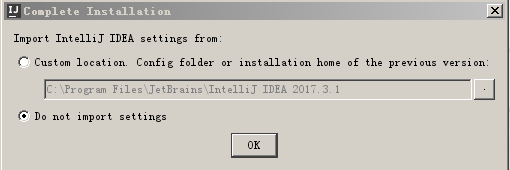 IJ Complete Installation
Import IntelliJ IDEA settings from:
Custom location. Config folder or installation home of the previous version:
C:\Program Files\JetBrains\IntelliJ IDEA 2017.3.1
.
Do not import settings
OK